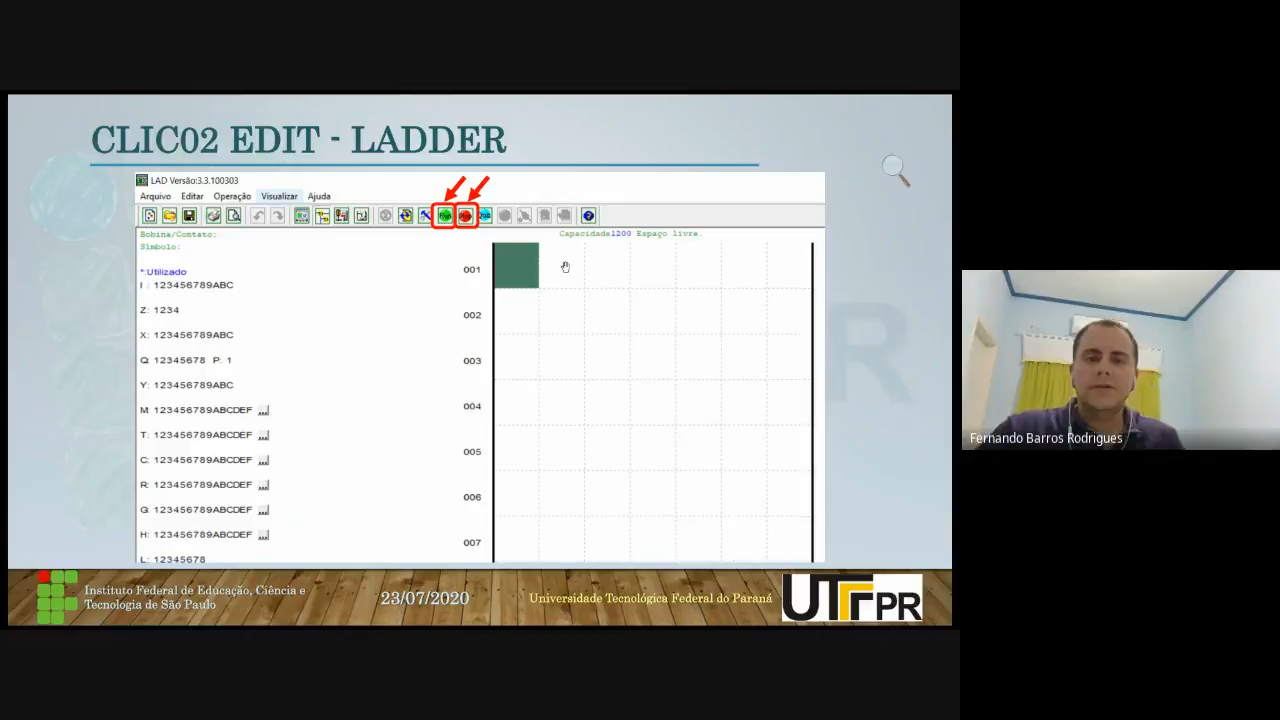 CLIC02 EDIT - LADDER
LAD Versão:3.3.100303
Arquivo Editar Operação Visualizar Ajuda
Run
Bobina/Contato:
Símbolo:
Capacidade1200 Espaço livre.
*:Utilizado
I : 123456789ABC
Z: 1234
X: 123456789ABC
Q: 12345678 P: 1
Y: 123456789ABC
M: 123456789ABCDEF ...
T: 123456789ABCDEF ...
C: 123456789ABCDEF ...
R: 123456789ABCDEF ...
G: 123456789ABCDEF ...
H: 123456789ABCDEF ...
L: 12345678
001
002
003
004
005
006
007
PR
Fernando Barros Rodrigues
Instituto Federal de Educação, Ciência e
Tecnologia de São Paulo
23/07/2020
Universidade Tecnológica Federal do Paraná
UTFPR